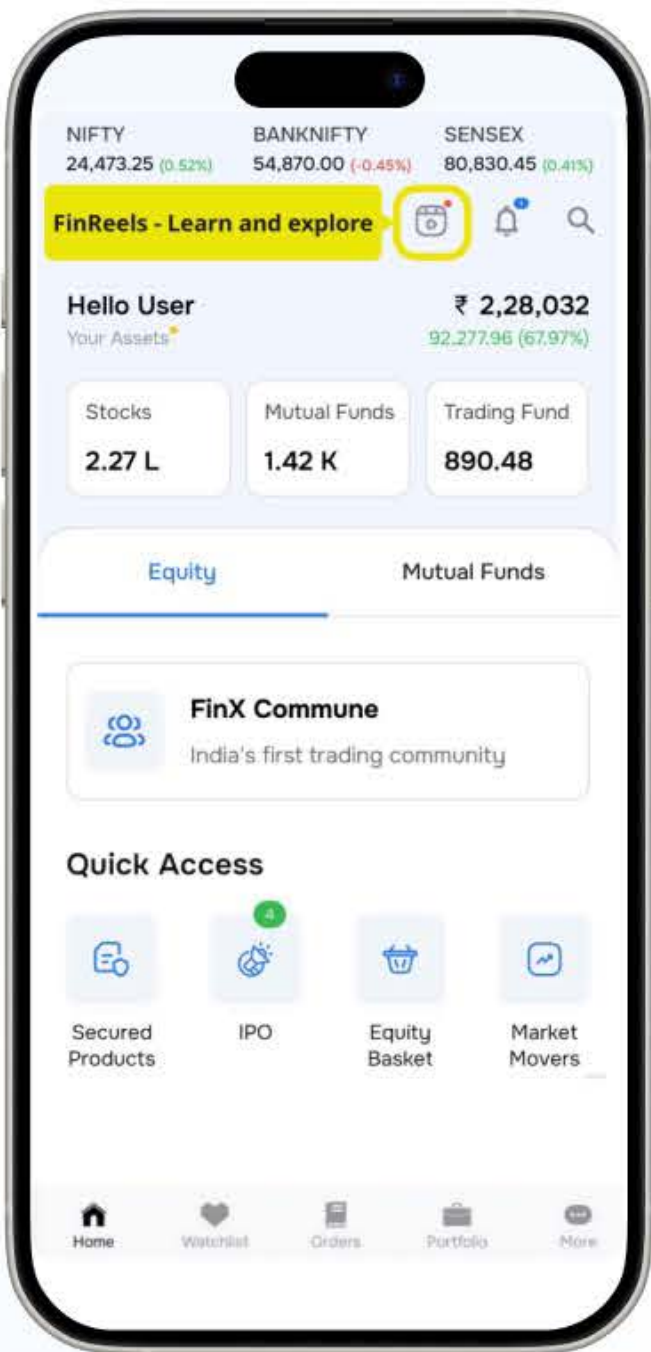 NIFTY BANKNIFTY SENSEX
24,473.25 (0.52%) 54,870.00 (-0.45%) 80,830.45 (0.41%)
FinReels - Learn and explore
Hello User ₹ 2,28,032
Your Assets 92,277.96 (67.97%)
Stocks Mutual Funds Trading Fund
2.27 L 1.42 K 890.48
Equity Mutual Funds
FinX Commune
India's first trading community
Quick Access
4
Secured IPO Equity Market
Products Basket Movers
Home Watchlist Orders Portfolio More